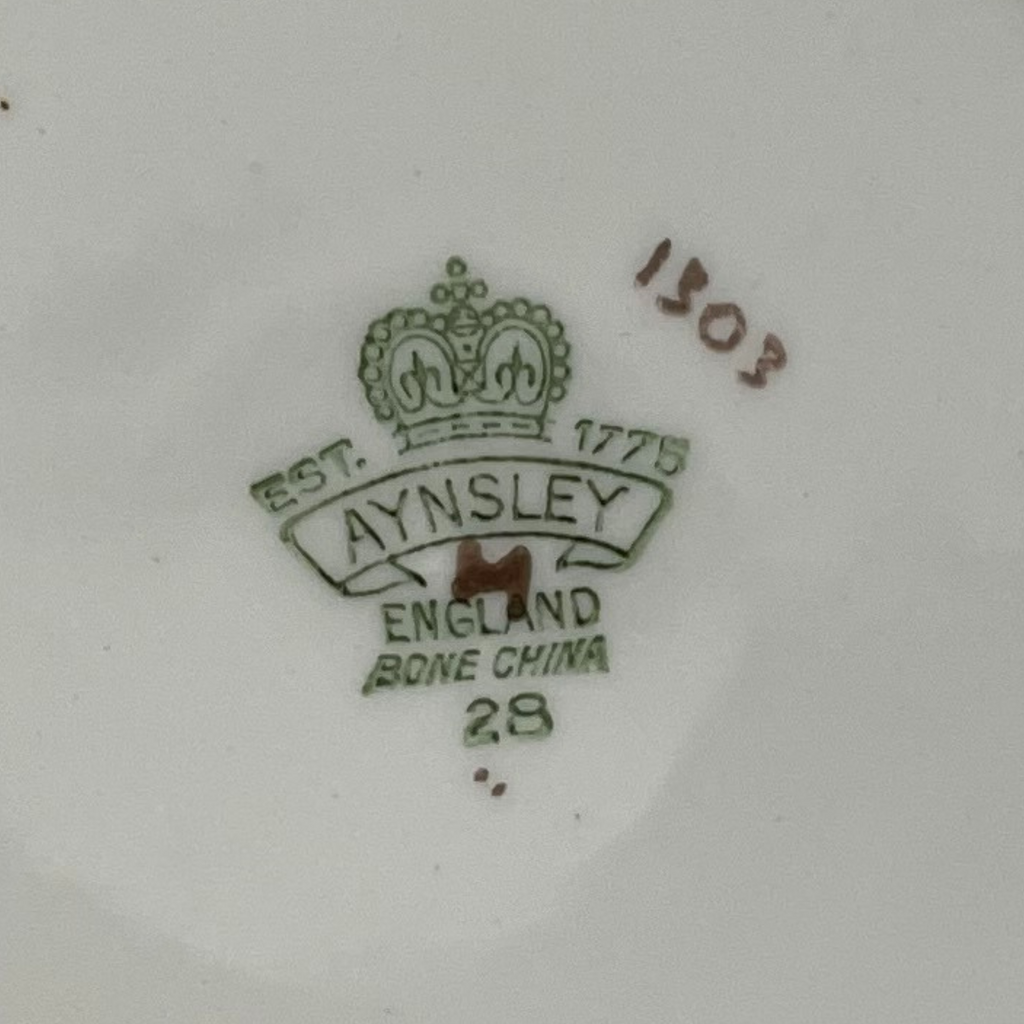 1303
EST. 1775
AYNSLEY
H
ENGLAND
BONE CHINA
28